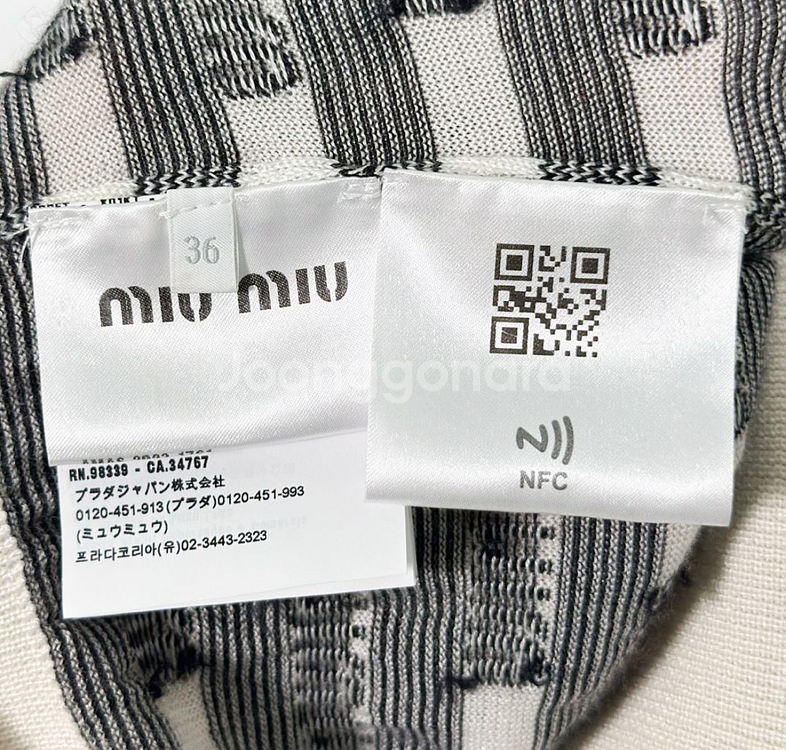 36
miu miu
Joonggonara
NFC
RN.98339 - CA.34767
プラダジャパン株式会社
0120-451-913(プラダ)0120-451-993
(ミュウミュウ)
프라다코리아(유)02-3443-2323